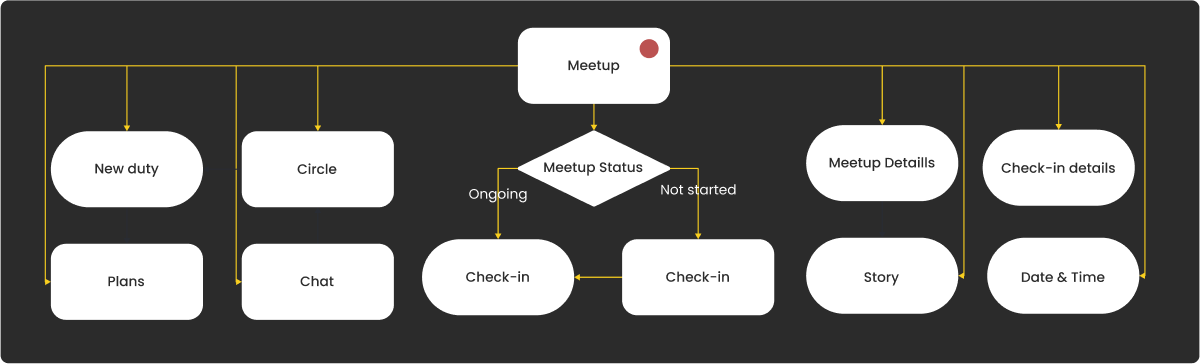 Meetup
New duty
Circle
Meetup Status
Meetup Detaills
Check-in details
Ongoing
Not started
Plans
Chat
Check-in
Check-in
Story
Date & Time